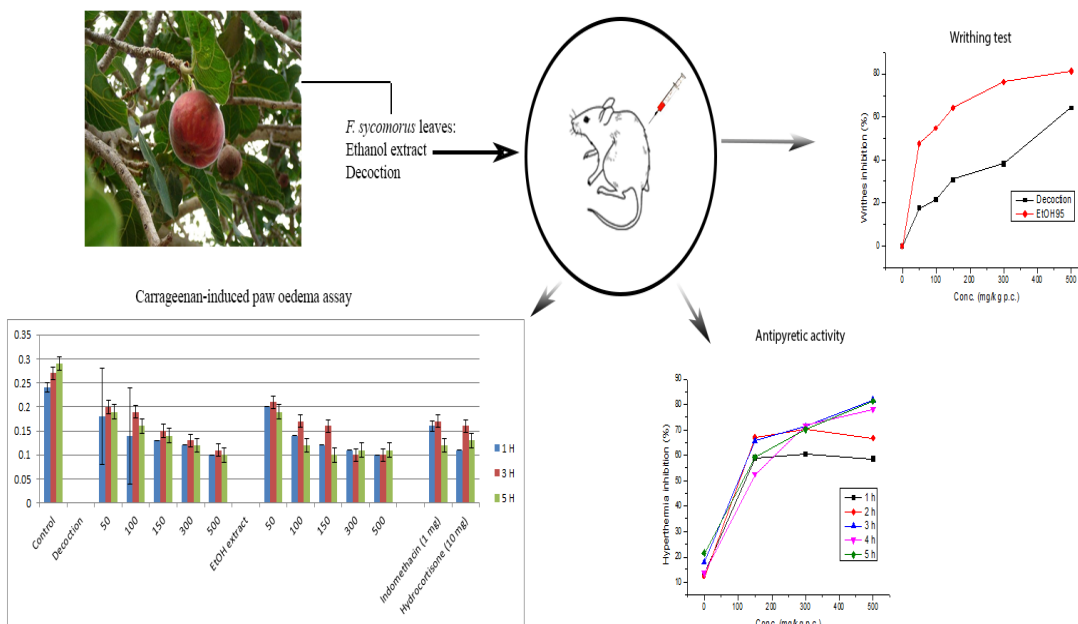 F. sycomorus leaves:
Ethanol extract
Decoction
Writhing test
Writhes inhibition (%)
80
60
40
20
0
Decoction
EtOH95
0 100 200 300 400 500
Conc. (mg/kg p.c.)
Carrageenan-induced paw oedema assay
0.35
0.3
0.25
0.2
0.15
0.1
0.05
0
1 H
3 H
5 H
Control
Decoction
50
100
150
300
500
EtOH extract
50
100
150
300
500
Indomethacin (1 mg)
Hydrocortisone (10 mg)
Antipyretic activity
Hyperthermia inhibition (%)
90
80
70
60
50
40
30
20
10
1 h
2 h
3 h
4 h
5 h
0 100 200 300 400 500
Conc. (mg/kg p.c.)